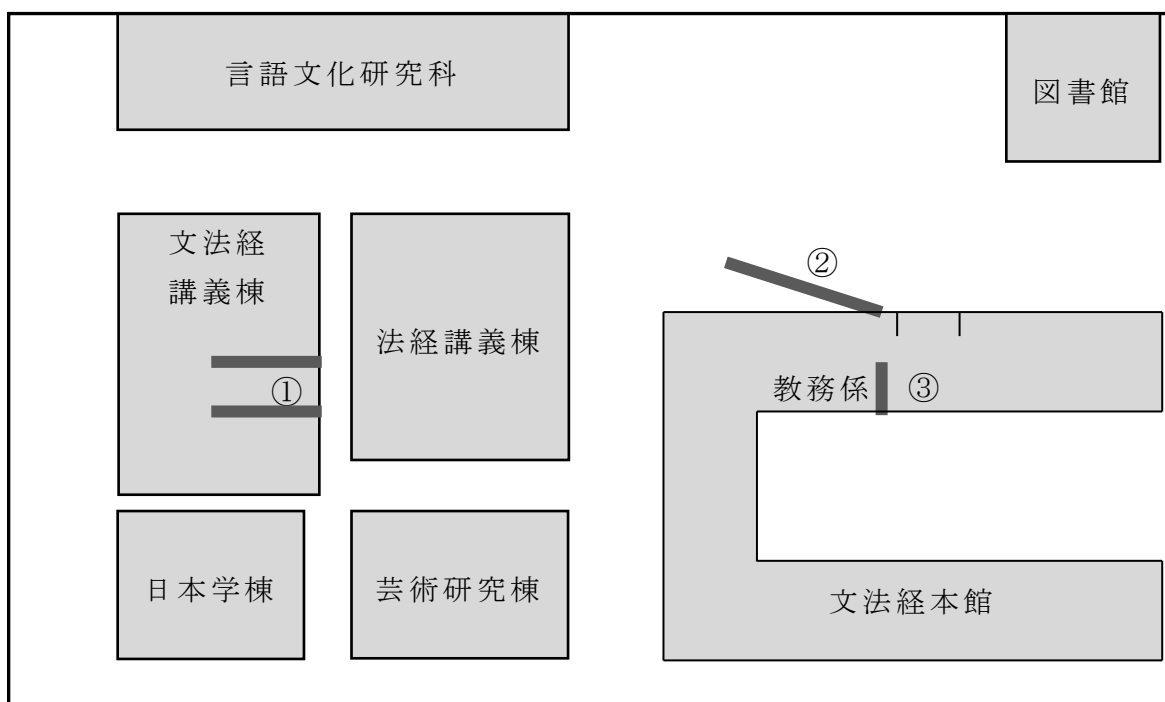 言語文化研究科
図書館
文法経
講義棟
②
法経講義棟
①
教務係
③
日本学棟
芸術研究棟
文法経本館